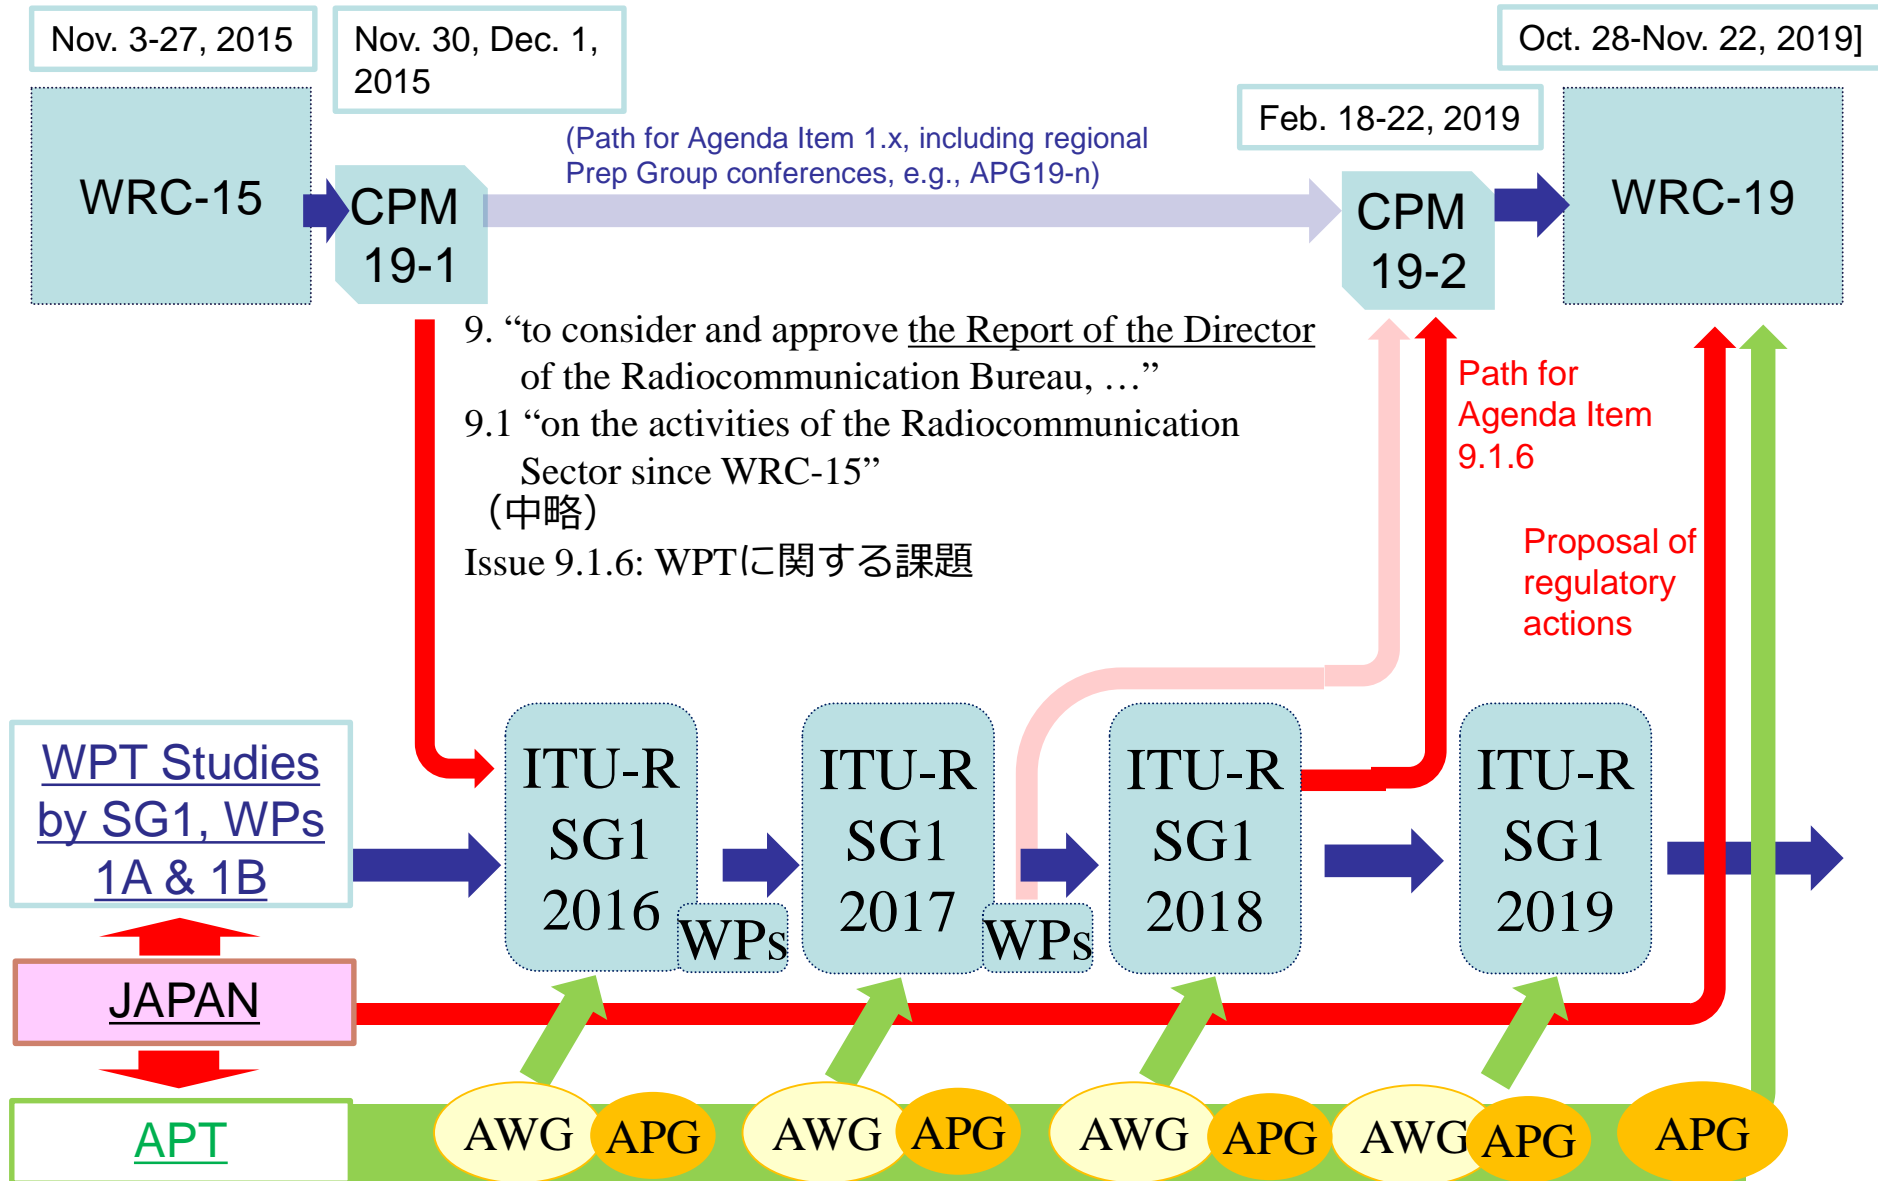 Nov. 3-27, 2015
Nov. 30, Dec. 1,
2015
Oct. 28-Nov. 22, 2019]
Feb. 18-22, 2019
(Path for Agenda Item 1.x, including regional
Prep Group conferences, e.g., APG19-n)
WRC-15
CPM
19-1
CPM
19-2
WRC-19
9. “to consider and approve the Report of the Director
of the Radiocommunication Bureau, …”
9.1 “on the activities of the Radiocommunication
Sector since WRC-15”
（中略）
Issue 9.1.6: WPTに関する課題
Path for
Agenda Item
9.1.6
Proposal of
regulatory
actions
WPT Studies
by SG1, WPs
1A & 1B
ITU-R
SG1
2016
WPs
ITU-R
SG1
2017
WPs
ITU-R
SG1
2018
ITU-R
SG1
2019
JAPAN
APT
AWG
APG
AWG
APG
AWG
APG
AWG
APG
APG